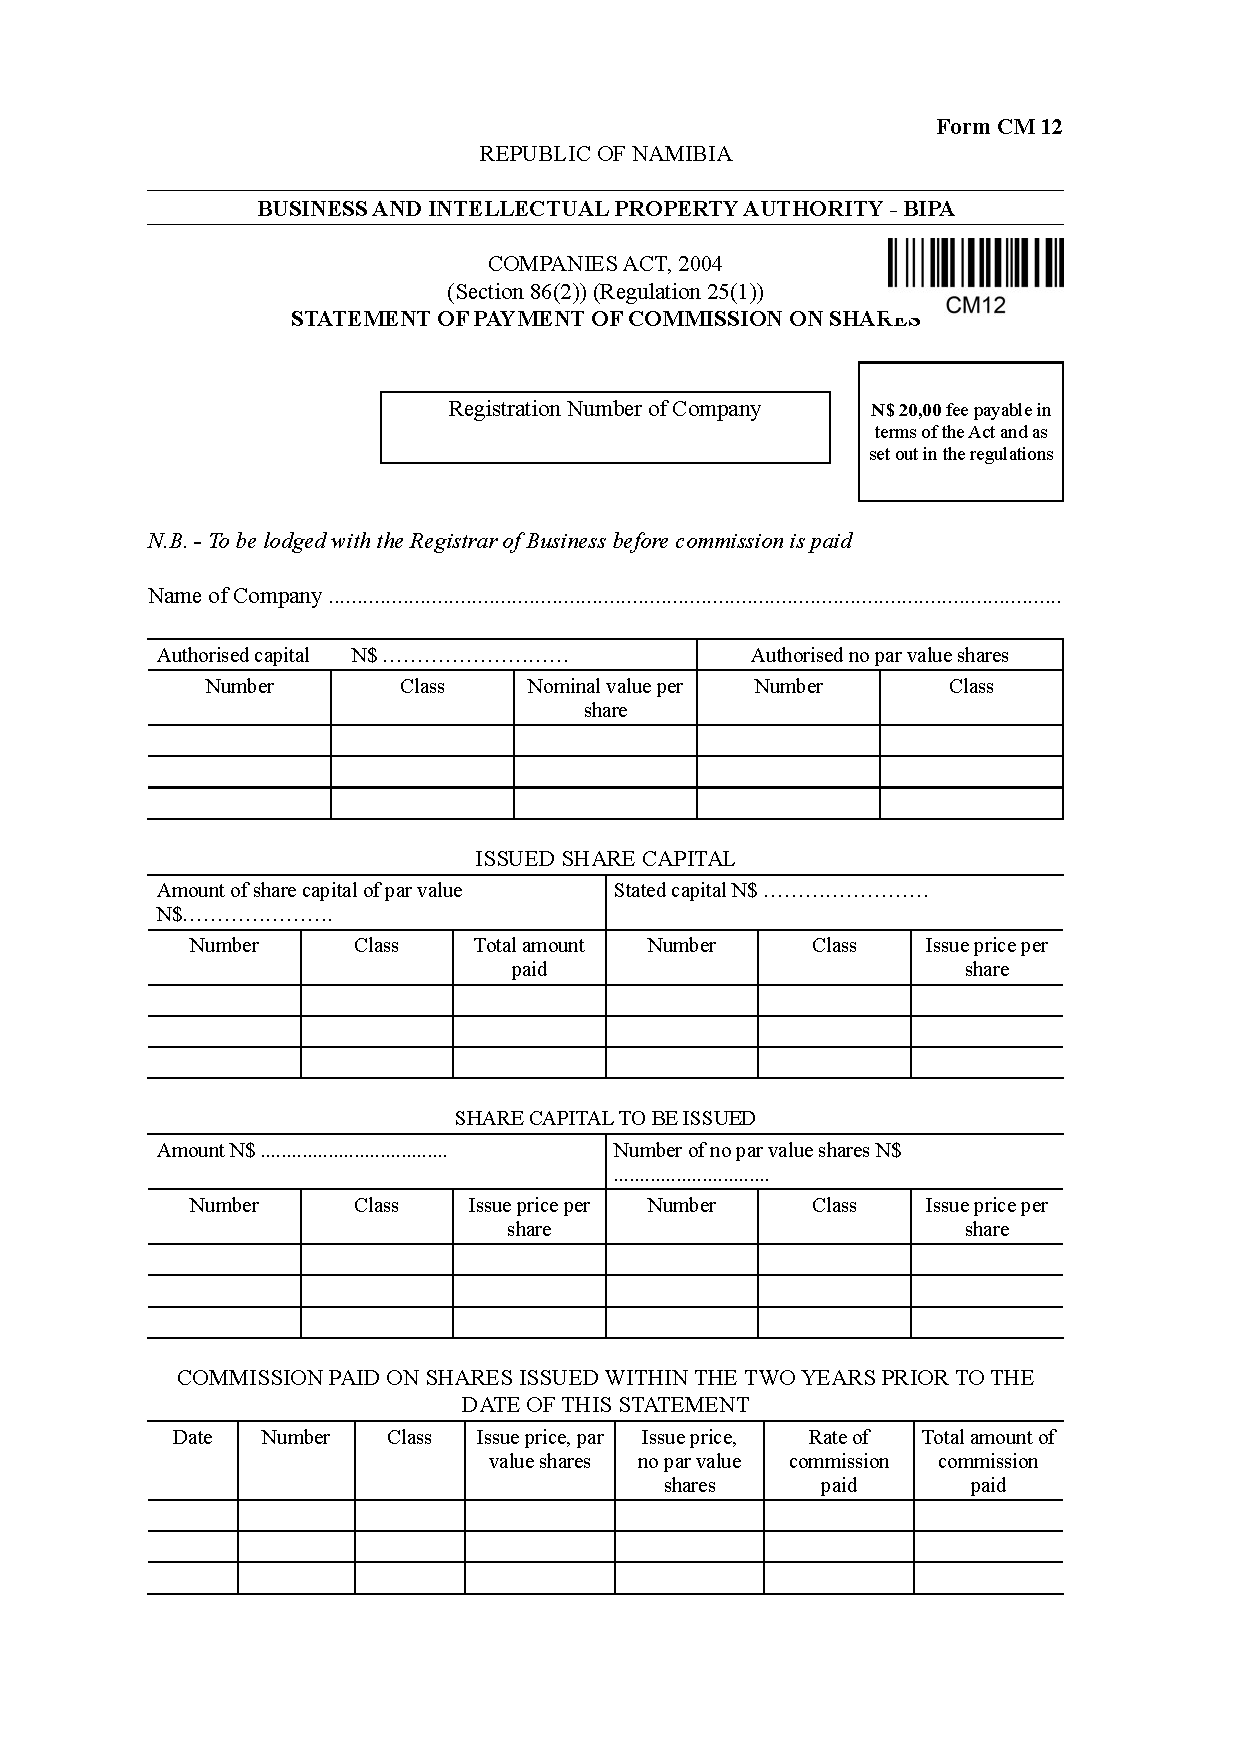 Form CM 12
REPUBLIC OF NAMIBIA
BUSINESS AND INTELLECTUAL PROPERTY AUTHORITY - BIPA
COMPANIES ACT, 2004
(Section 86(2)) (Regulation 25(1))
CM12
STATEMENT OF PAYMENT OF COMMISSION ON SHARES
Registration Number of Company
N$ 20,00 fee payable in
terms of the Act and as
set out in the regulations
N.B. - To be lodged with the Registrar of Business before commission is paid
Name of Company ................................................................................................................................
Authorised capital N$ ……………………… Authorised no par value shares
Number Class Nominal value per Number Class
share
ISSUED SHARE CAPITAL
Amount of share capital of par value Stated capital N$ ……………………
N$………………….
Number Class Total amount Number Class Issue price per
paid share
SHARE CAPITAL TO BE ISSUED
Amount N$ .................................... Number of no par value shares N$
..............................
Number Class Issue price per Number Class Issue price per
share share
COMMISSION PAID ON SHARES ISSUED WITHIN THE TWO YEARS PRIOR TO THE
DATE OF THIS STATEMENT
Date Number Class Issue price, par Issue price, Rate of Total amount of
value shares no par value commission commission
shares paid paid